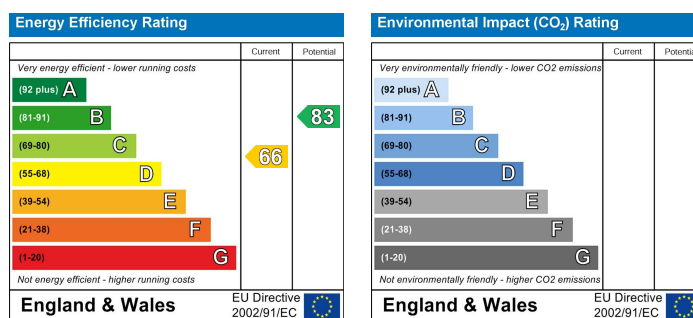 Energy Efficiency Rating
Current Potential
Very energy efficient - lower running costs
(92 plus) A
(81-91) B
83
(69-80) C
66
(55-68) D
(39-54) E
(21-38) F
(1-20) G
Not energy efficient - higher running costs
England & Wales
EU Directive
2002/91/EC
Environmental Impact (CO₂) Rating
Current Potential
Very environmentally friendly - lower CO2 emissions
(92 plus) A
(81-91) B
(69-80) C
(55-68) D
(39-54) E
(21-38) F
(1-20) G
Not environmentally friendly - higher CO2 emissions
England & Wales
EU Directive
2002/91/EC